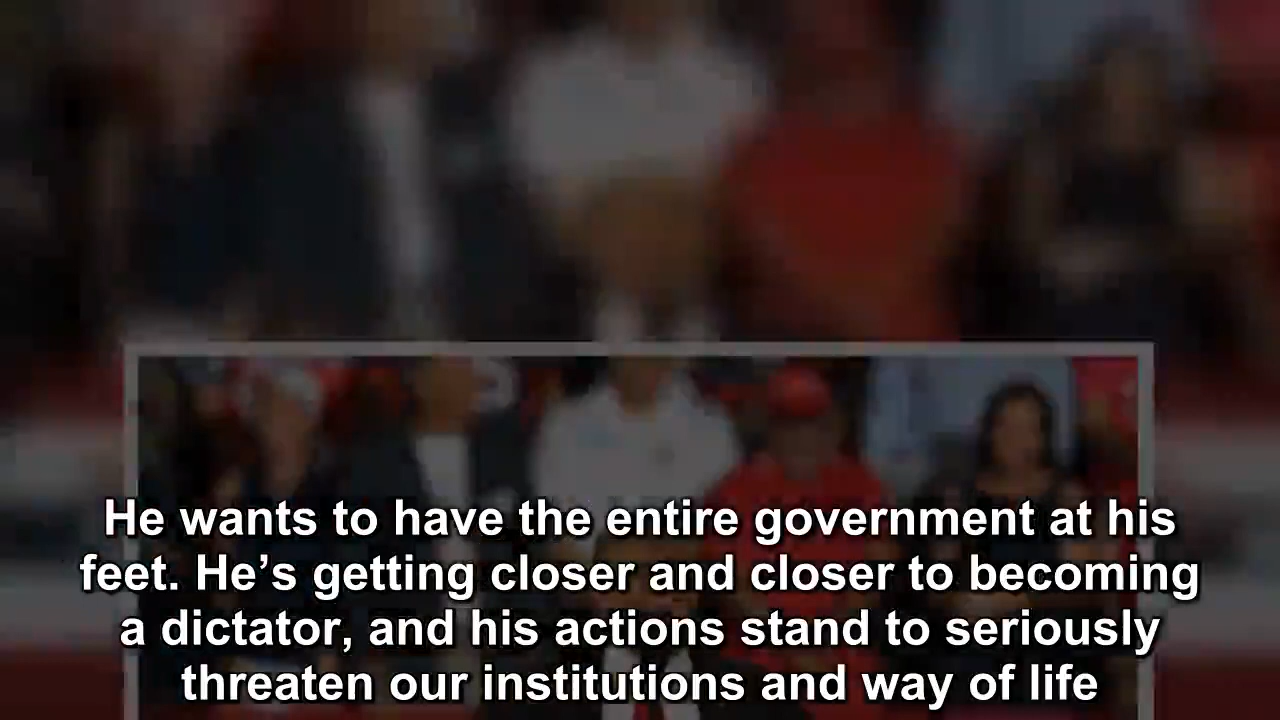 He wants to have the entire government at his
feet. He’s getting closer and closer to becoming
a dictator, and his actions stand to seriously
threaten our institutions and way of life